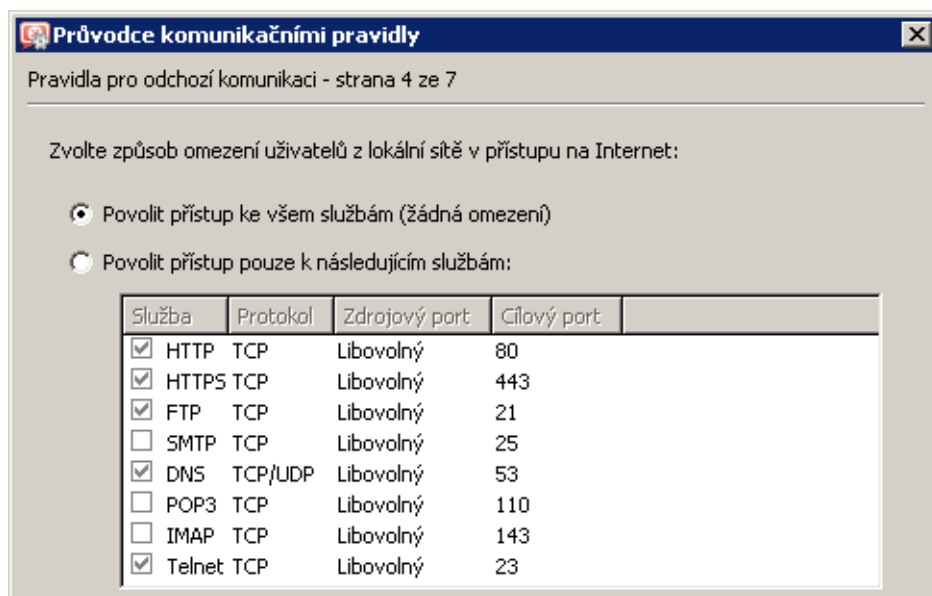 Průvodce komunikačními pravidly
Pravidla pro odchozí komunikaci - strana 4 ze 7
Zvolte způsob omezení uživatelů z lokální sítě v přístupu na Internet:
Povolit přístup ke všem službám (žádná omezení)
Povolit přístup pouze k následujícím službám:
Služba Protokol Zdrojový port Cílový port
HTTP TCP Libovolný 80
HTTPS TCP Libovolný 443
FTP TCP Libovolný 21
SMTP TCP Libovolný 25
DNS TCP/UDP Libovolný 53
POP3 TCP Libovolný 110
IMAP TCP Libovolný 143
Telnet TCP Libovolný 23